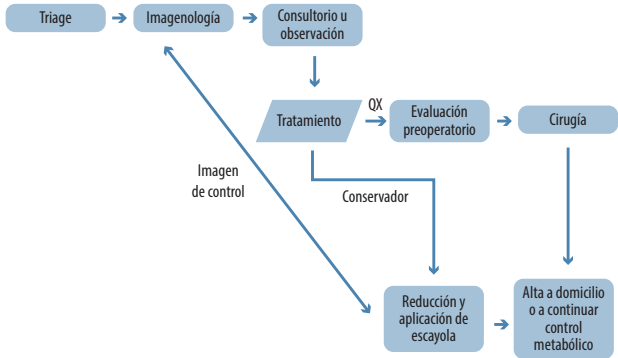 Triage
Imagenología
Consultorio u
observación
Tratamiento
QX
Evaluación
preoperatorio
Cirugía
Imagen
de control
Conservador
Reducción y
aplicación de
escayola
Alta a domicilio
o a continuar
control
metabólico